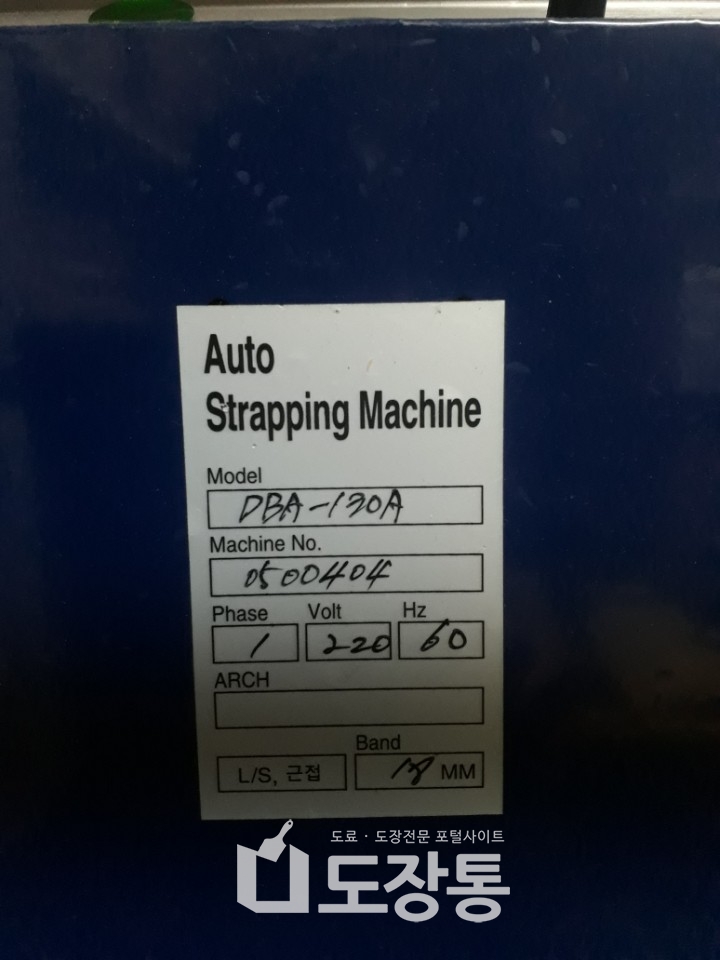 Auto
Strapping Machine
Model
DBA-130A
Machine No.
0500404
Phase Volt Hz
1 220 60
ARCH
Band
L/S, 근접 MM
도료 · 도장전문 포털사이트
도장통